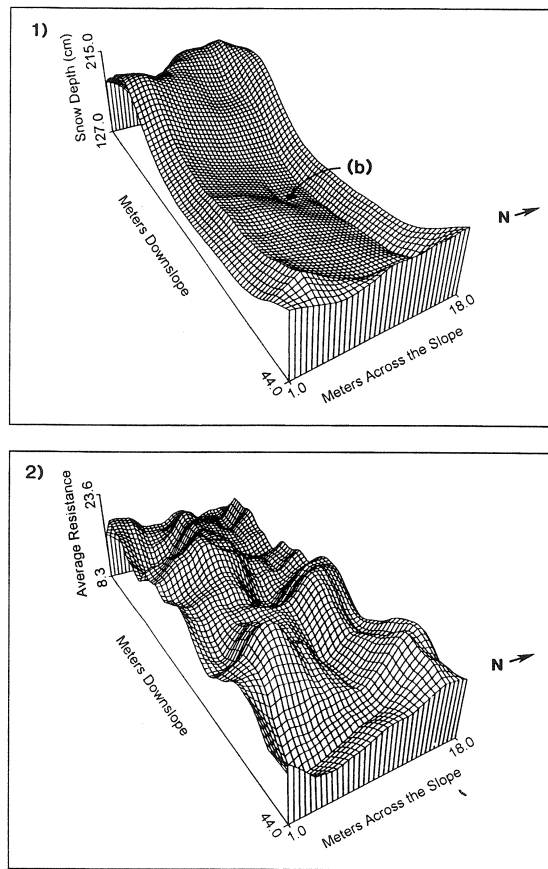 1)
215.0
Snow Depth (cm)
127.0
(b)
Meters Downslope
N
18.0
Meters Across the Slope
44.0
1.0
2)
23.6
Average Resistance
8.3
Meters Downslope
N
18.0
Meters Across the Slope
44.0
1.0